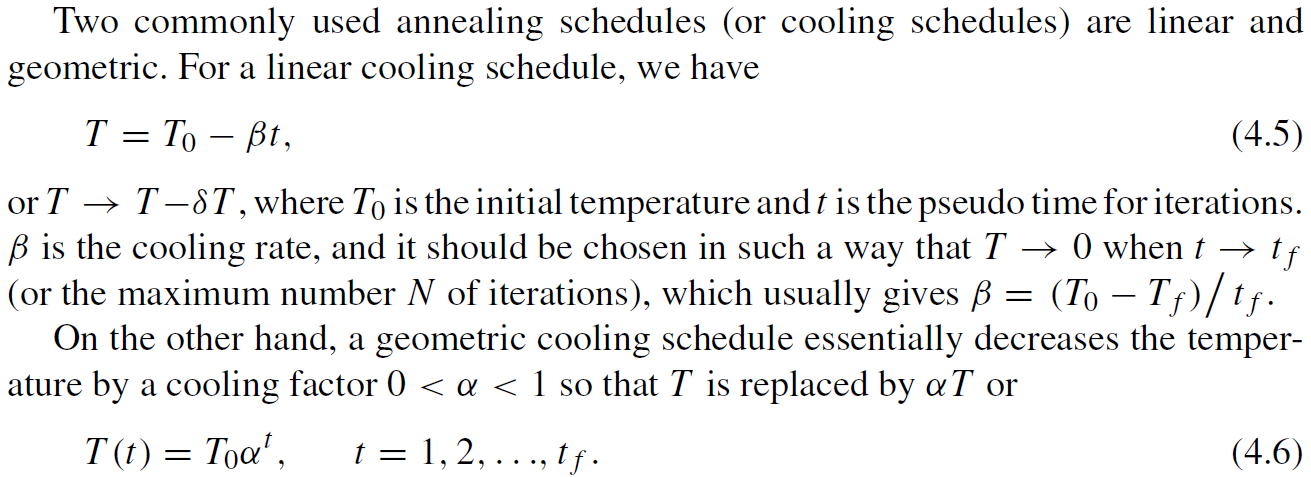 Two commonly used annealing schedules (or cooling schedules) are linear and
geometric. For a linear cooling schedule, we have
T = T₀ − βt, (4.5)
or T → T−δT, where T₀ is the initial temperature and t is the pseudo time for iterations.
β is the cooling rate, and it should be chosen in such a way that T → 0 when t → t_f
(or the maximum number N of iterations), which usually gives β = (T₀ − T_f)/t_f.
On the other hand, a geometric cooling schedule essentially decreases the temper-
ature by a cooling factor 0 < α < 1 so that T is replaced by αT or
T(t) = T₀αᵗ, t = 1, 2, . . ., t_f. (4.6)